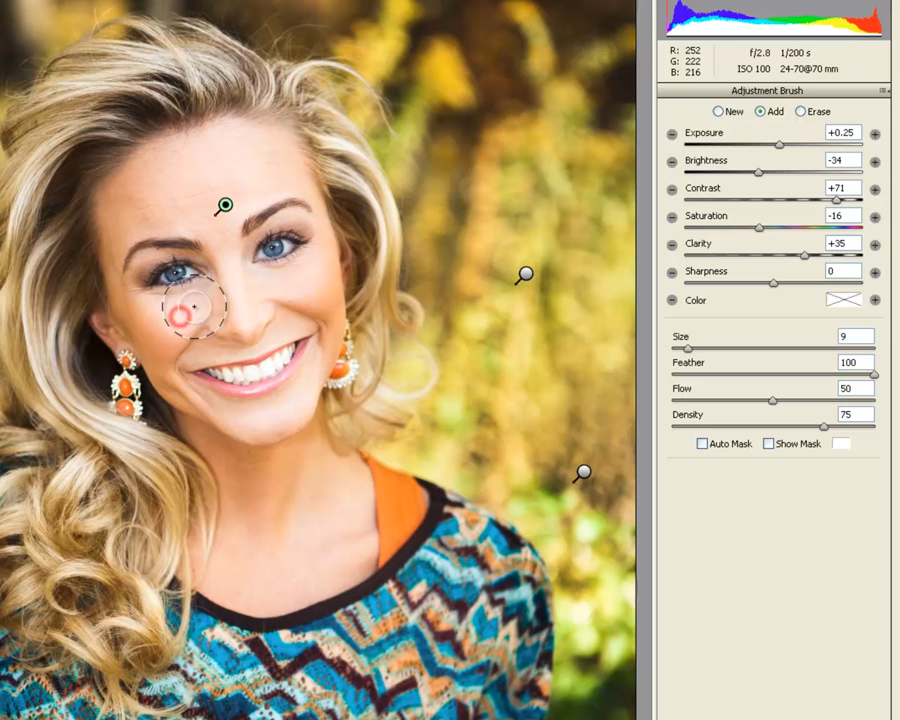 R: 252
G: 222
B: 216
f/2.8 1/200 s
ISO 100 24-70@70 mm
Adjustment Brush
New Add Erase
Exposure +0.25
Brightness -34
Contrast +71
Saturation -16
Clarity +35
Sharpness 0
Color
Size 9
Feather 100
Flow 50
Density 75
Auto Mask Show Mask